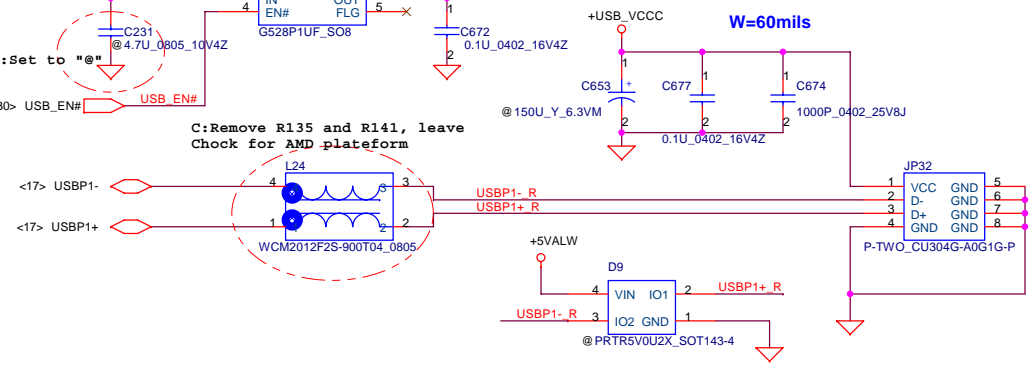 IN
OUT
4
EN#
FLG
5
G528P1UF_SO8
C231
@4.7U_0805_10V4Z
:Set to "@"
1
C672
0.1U_0402_16V4Z
2
USB_EN#
USB_EN#
+USB_VCCC
W=60mils
1
+
C653
@150U_Y_6.3VM
2
1
C677
2
0.1U_0402_16V4Z
1
C674
1000P_0402_25V8J
2
C:Remove R135 and R141, leave
Chock for AMD plateform
L24
<17> USBP1-
4
3
3
<17> USBP1+
1
2
2
WCM2012F2S-900T04_0805
USBP1-_R
USBP1+_R
JP32
1
VCC
GND
5
2
D-
GND
6
3
D+
GND
7
4
GND
GND
8
P-TWO_CU304G-A0G1G-P
+5VALW
D9
4
VIN
IO1
2
USBP1+_R
USBP1-_R
3
IO2
GND
1
@PRTR5V0U2X_SOT143-4